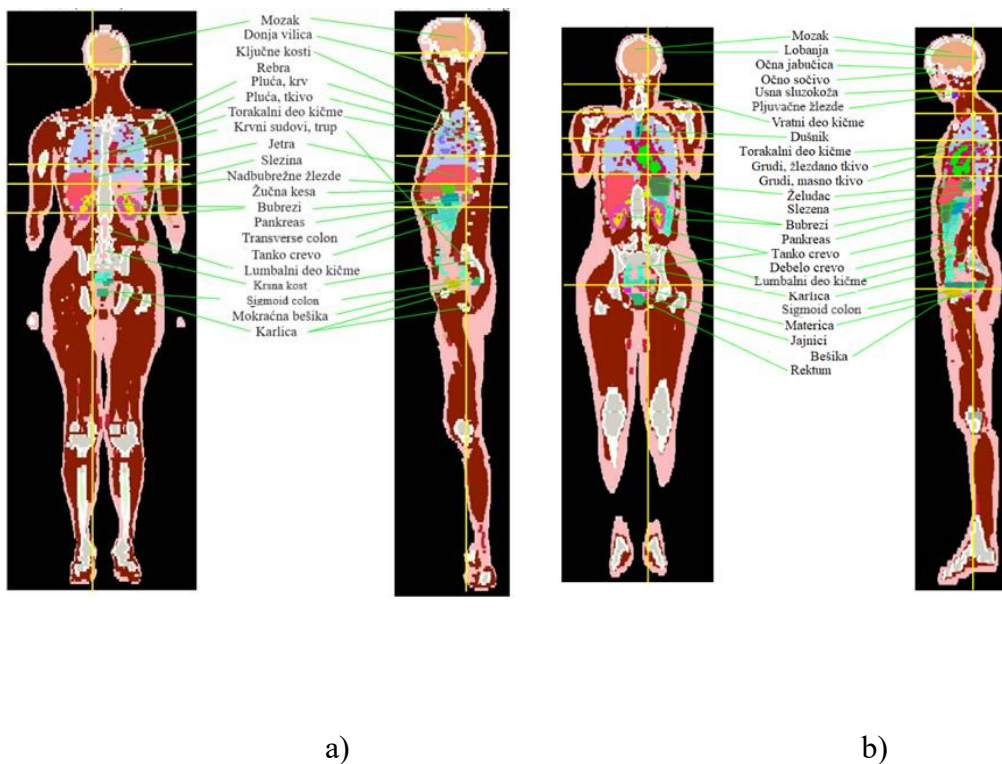 Mozak
Donja vilica
Ključne kosti
Rebra
Pluća, krv
Pluća, tkivo
Torakalni deo kičme
Krvni sudovi, trup
Jetra
Slezina
Nadbubrežne žlezde
Žučna kesa
Bubrezi
Pankreas
Transverse colon
Tanko crevo
Lumbalni deo kičme
Krsna kost
Sigmoid colon
Mokraćna bešika
Karlica
Mozak
Lobanja
Očna jabučica
Očno sočivo
Usna sluzokoža
Pljuvačne žlezde
Vratni deo kičme
Dušnik
Torakalni deo kičme
Grudi, žlezdano tkivo
Grudi, masno tkivo
Želudac
Slezena
Bubrezi
Pankreas
Tanko crevo
Debelo crevo
Lumbalni deo kičme
Karlica
Sigmoid colon
Materica
Jajnici
Bešika
Rektum
a)
b)